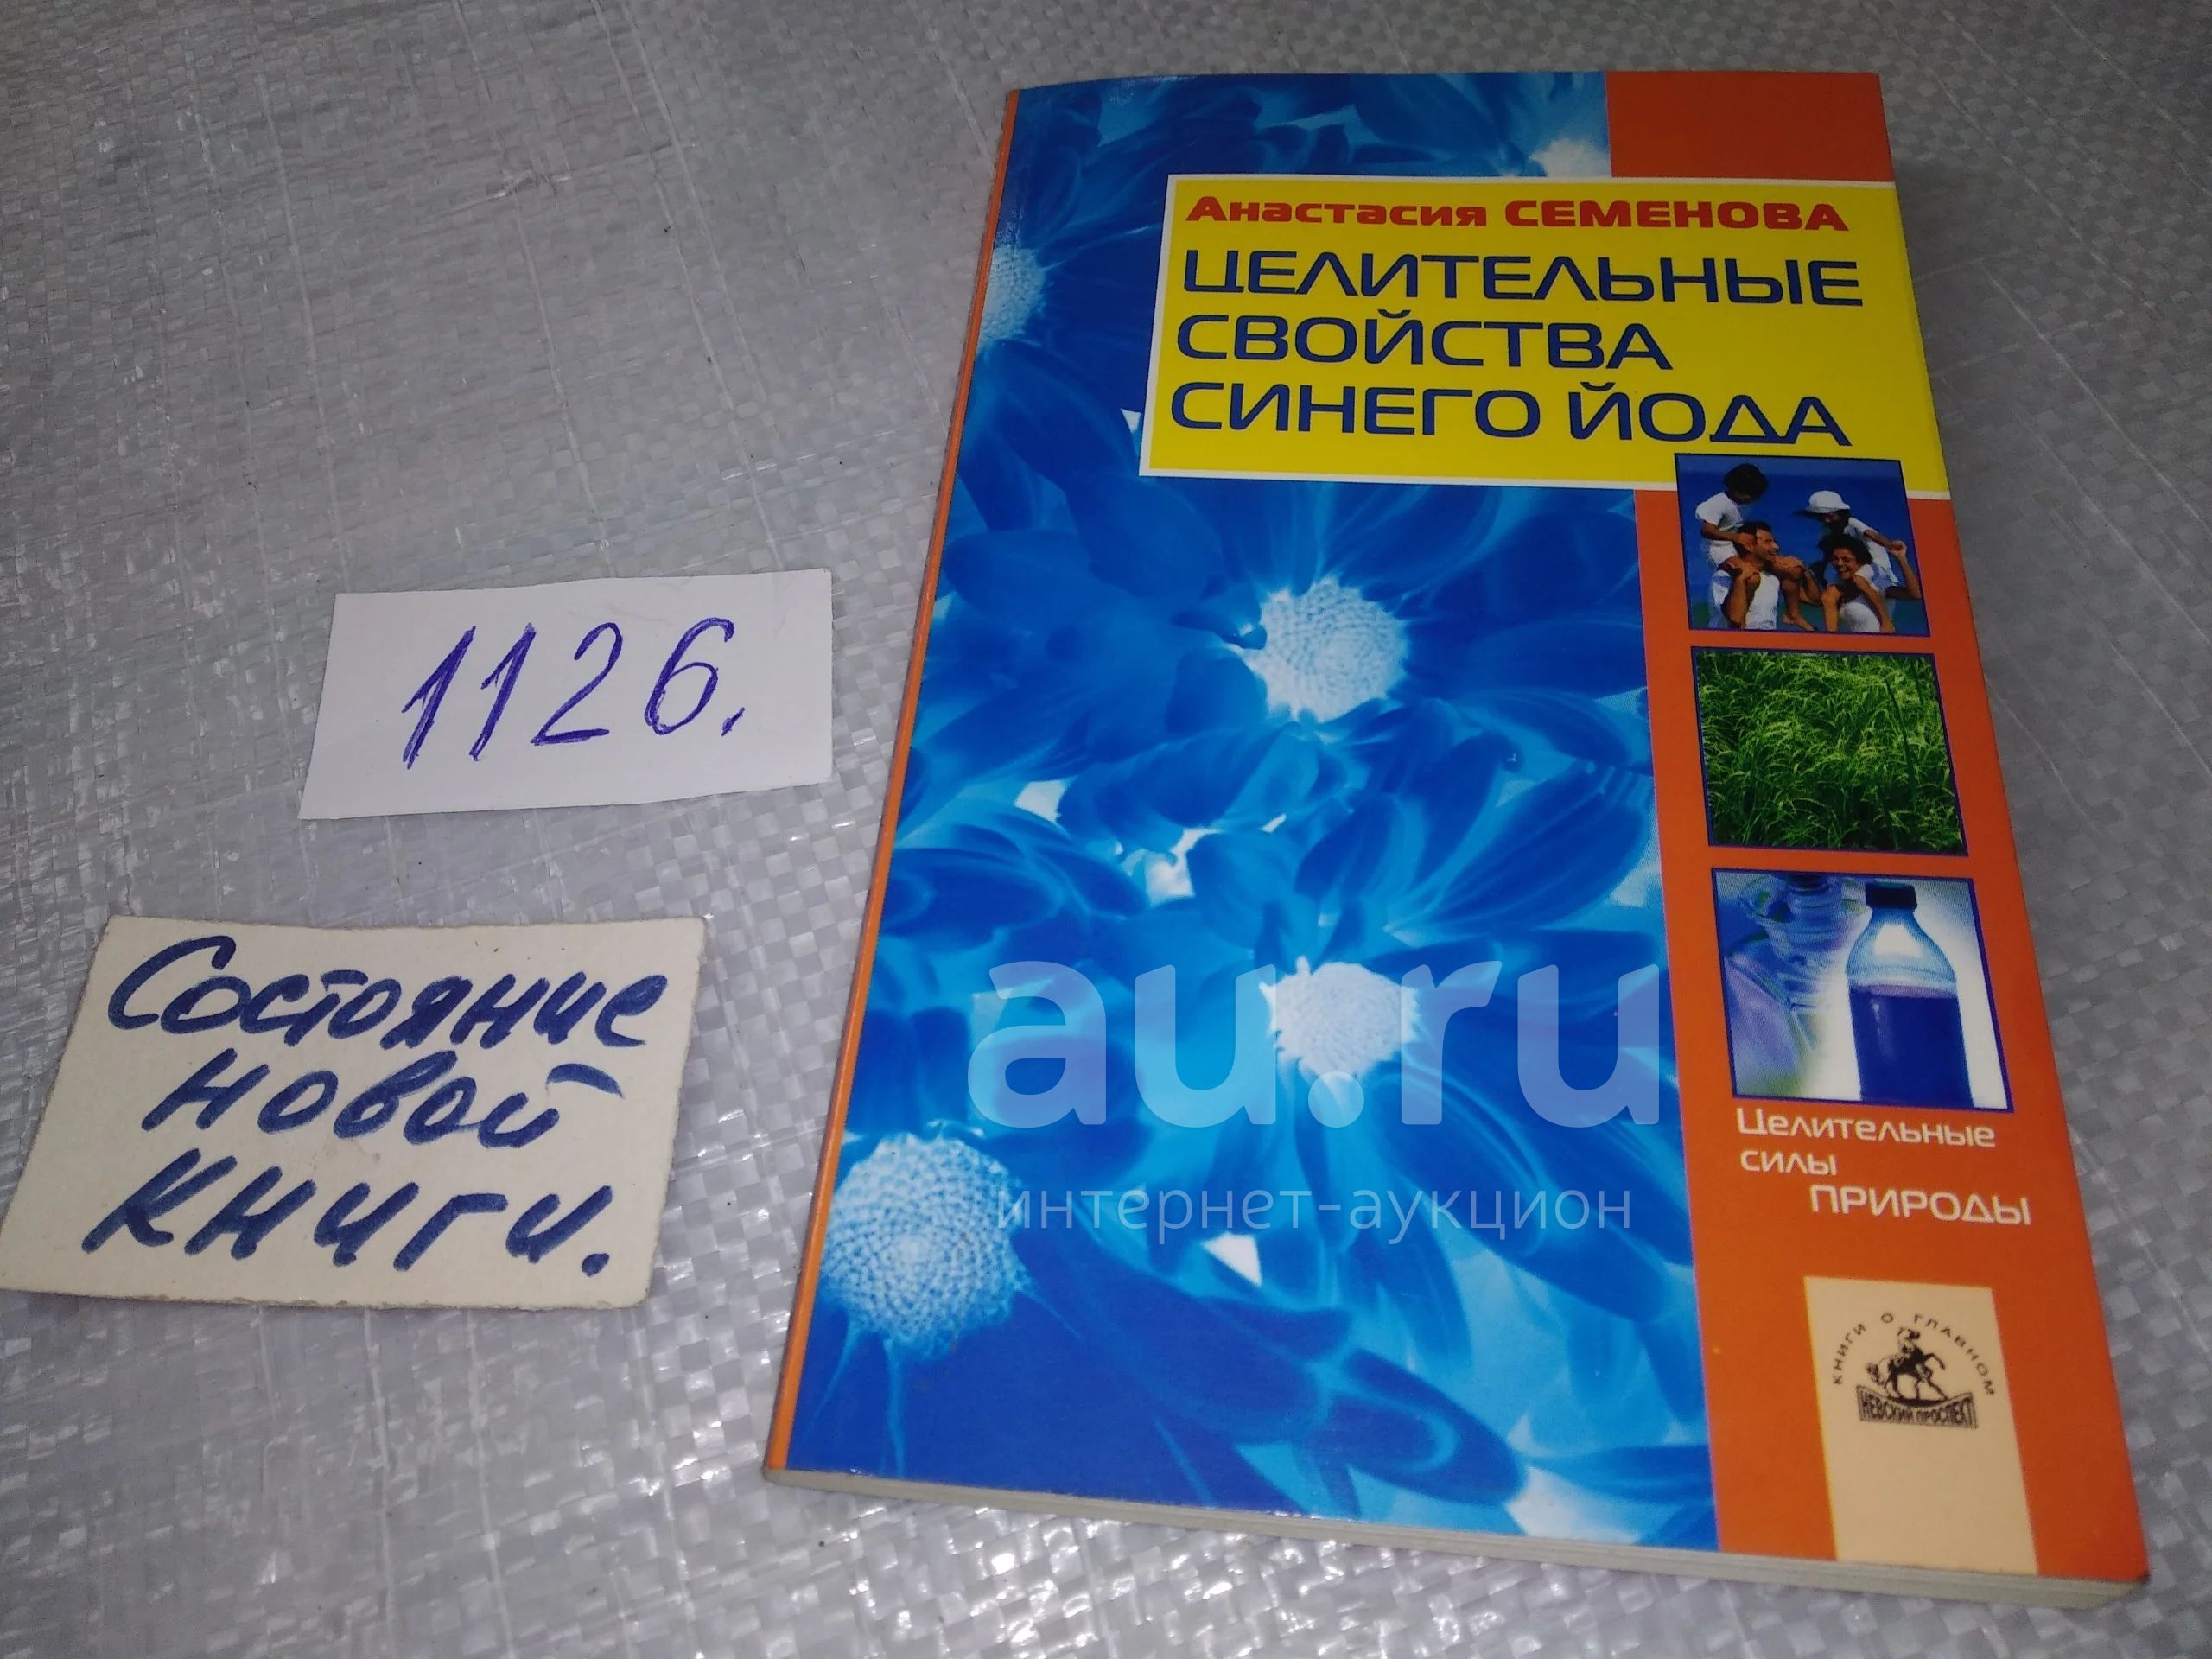 Анастасия СЕМЕНОВА
ЦЕЛИТЕЛЬНЫЕ
СВОЙСТВА
СИНЕГО ЙОДА
1126.
Состояние
новой
книги.
Целительные
силы
ПРИРОДЫ
КНИГИ О ГЛАВНОМ
НЕВСКИЙ ПРОСПЕКТ
au.ru
интернет-аукцион